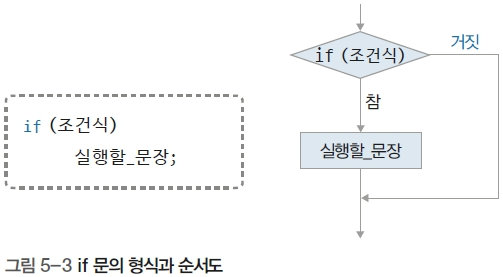 if (조건식)
실행할_문장;
if (조건식)
거짓
참
실행할_문장
그림 5-3 if 문의 형식과 순서도